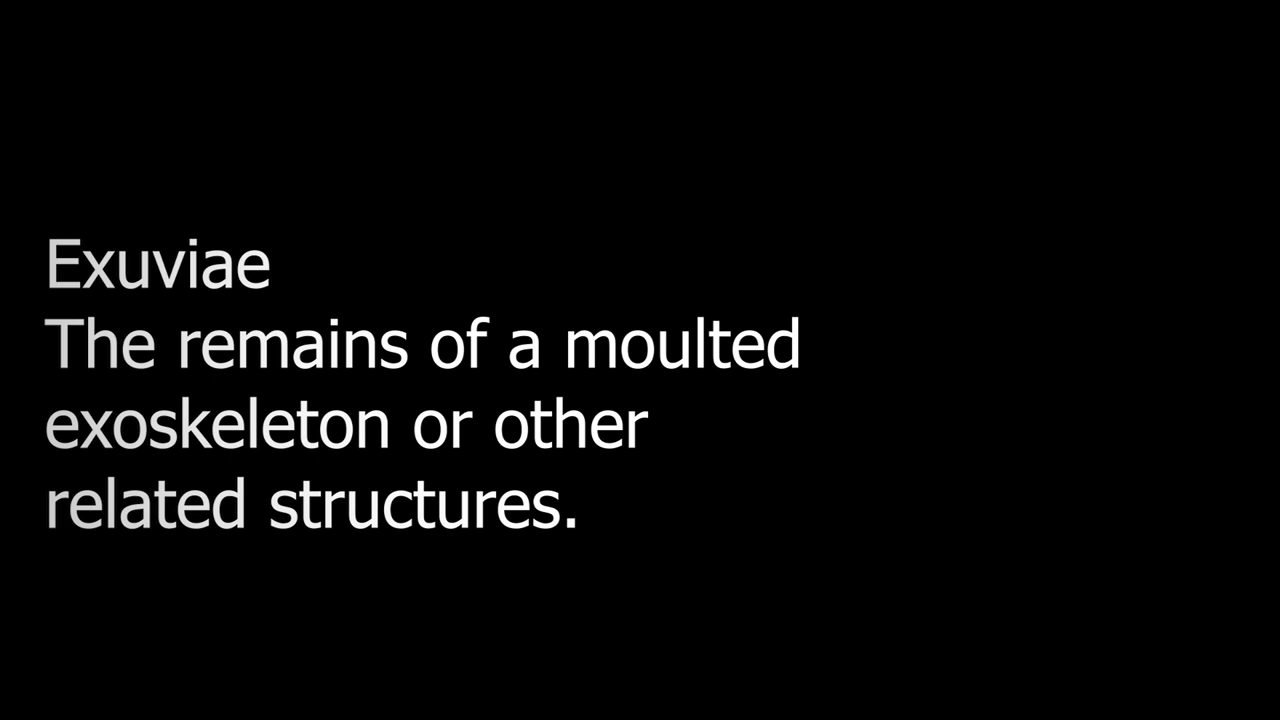 Exuviae
The remains of a moulted
exoskeleton or other
related structures.